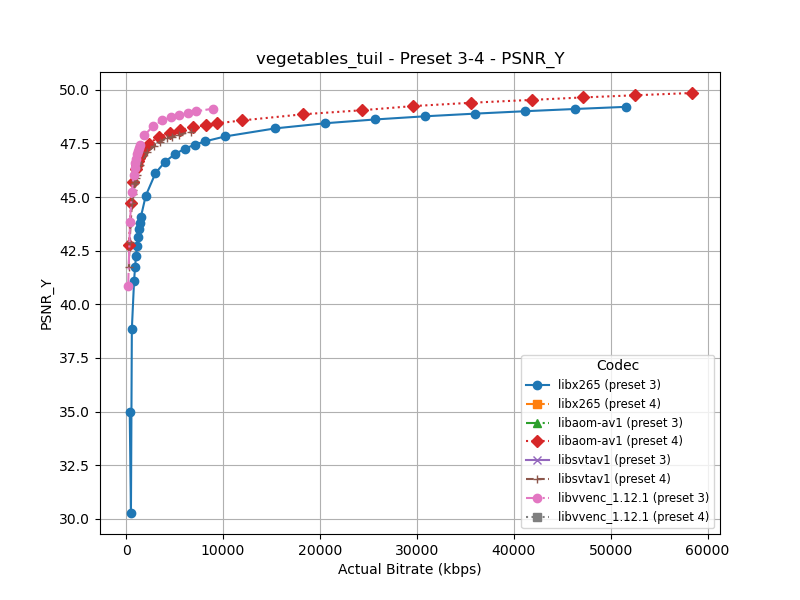 vegetables_tuil - Preset 3-4 - PSNR_Y
50.0
47.5
45.0
42.5
40.0
37.5
35.0
32.5
30.0
PSNR_Y
Codec
libx265 (preset 3)
libx265 (preset 4)
libaom-av1 (preset 3)
libaom-av1 (preset 4)
libsvtav1 (preset 3)
libsvtav1 (preset 4)
libvvenc_1.12.1 (preset 3)
libvvenc_1.12.1 (preset 4)
0 10000 20000 30000 40000 50000 60000
Actual Bitrate (kbps)